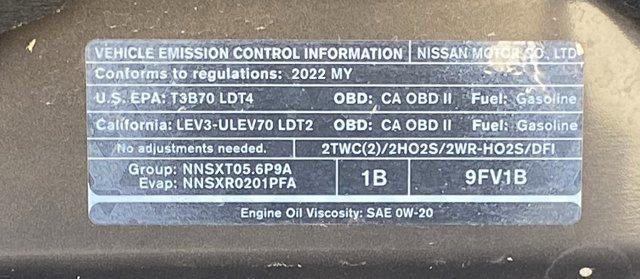 VEHICLE EMISSION CONTROL INFORMATION NISSAN MOTOR CO., LTD
Conforms to regulations: 2022 MY
U.S. EPA: T3B70 LDT4 OBD: CA OBD II Fuel: Gasoline
California: LEV3-ULEV70 LDT2 OBD: CA OBD II Fuel: Gasoline
No adjustments needed. 2TWC(2)/2HO2S/2WR-HO2S/DFI
Group: NNSXT05.6P9A
Evap: NNSXR0201PFA
1B 9FV1B
Engine Oil Viscosity: SAE 0W-20